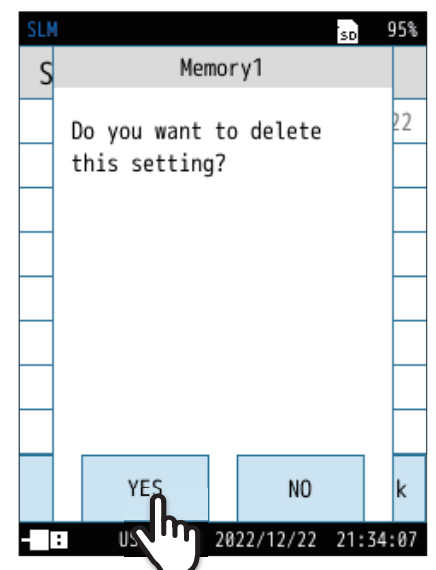 SLM SD 95%
S Memory1
22
Do you want to delete
this setting?
YES NO k
US 2022/12/22 21:34:07